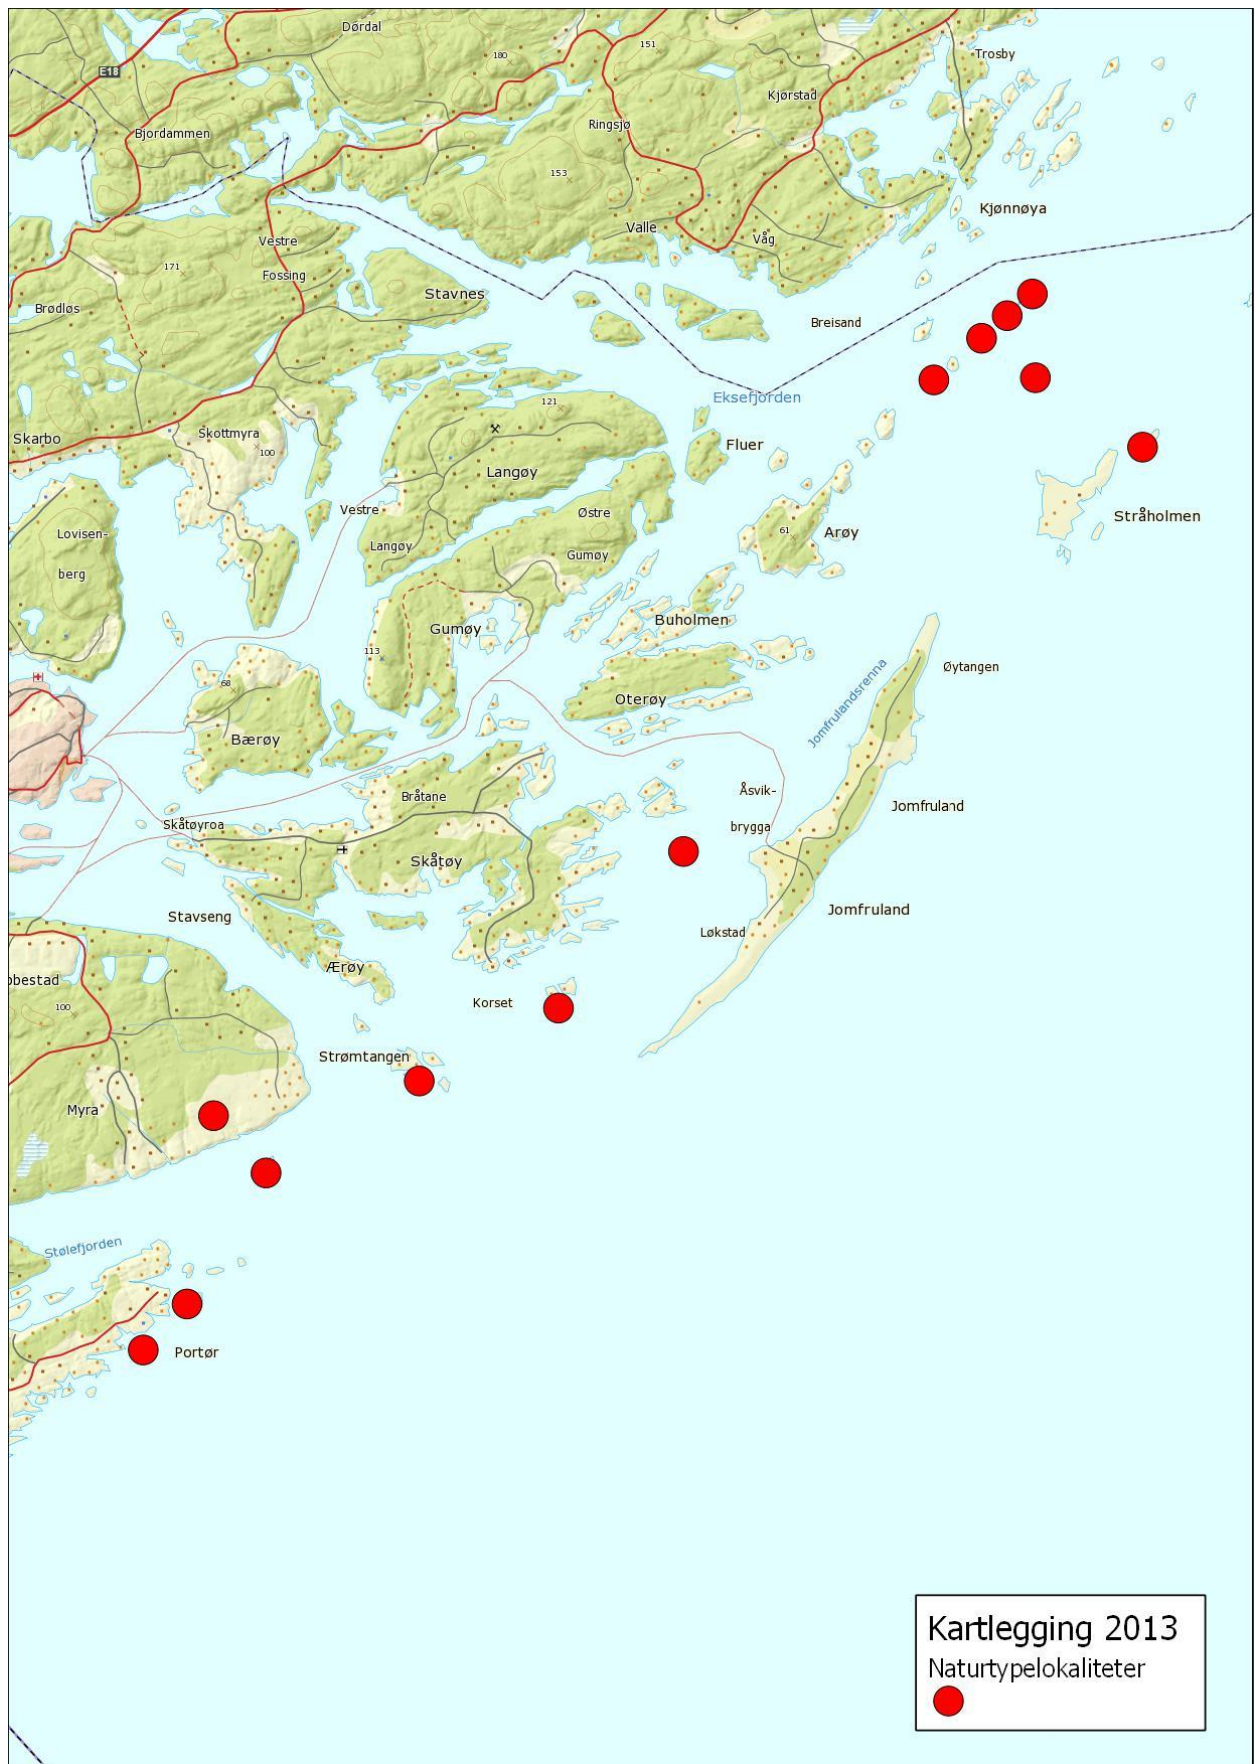 Dørdal
Trosby
151
180
E18
Kjørstad
Bjordammen
Ringsjø
153
Kjønnøya
Valle
Våg
Vestre
171
Fossing
Stavnes
Brødløs
Breisand
Eksefjorden
121
Skottmyra
Skarbo
Fluer
100
Langøy
Vestre
Østre
Stråholmen
Lovisen-
61
Arøy
Langøy
Gumøy
berg
Buholmen
Gumøy
113
Øytangen
68
Oterøy
Jomfrulandsrenna
Bærøy
Åsvik-
Bråtane
Jomfruland
Skåtøyroa
brygga
Skåtøy
Jomfruland
Stavseng
Løkstad
Ærøy
obestad
Korset
100
Strømtangen
Myra
Stølefjorden
Portør
Kartlegging 2013
Naturtypelokaliteter